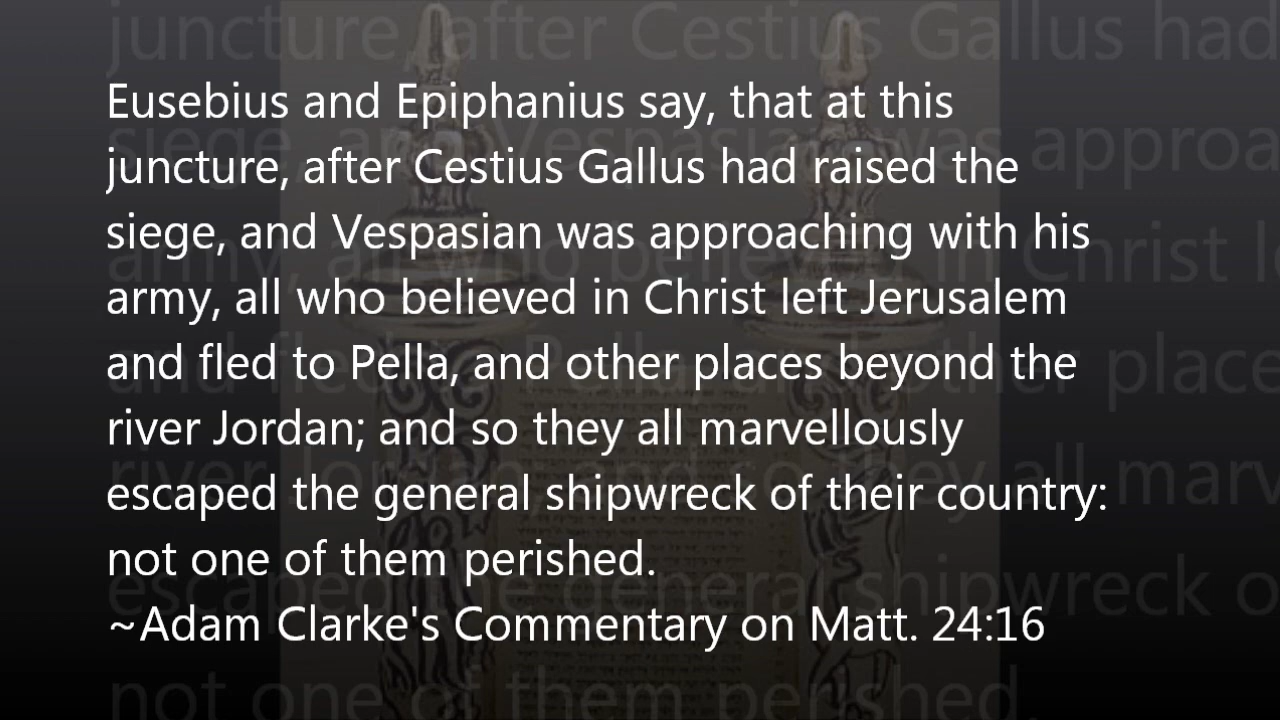 Eusebius and Epiphanius say, that at this
juncture, after Cestius Gallus had raised the
siege, and Vespasian was approaching with his
army, all who believed in Christ left Jerusalem
and fled to Pella, and other places beyond the
river Jordan; and so they all marvellously
escaped the general shipwreck of their country:
not one of them perished.
~Adam Clarke's Commentary on Matt. 24:16